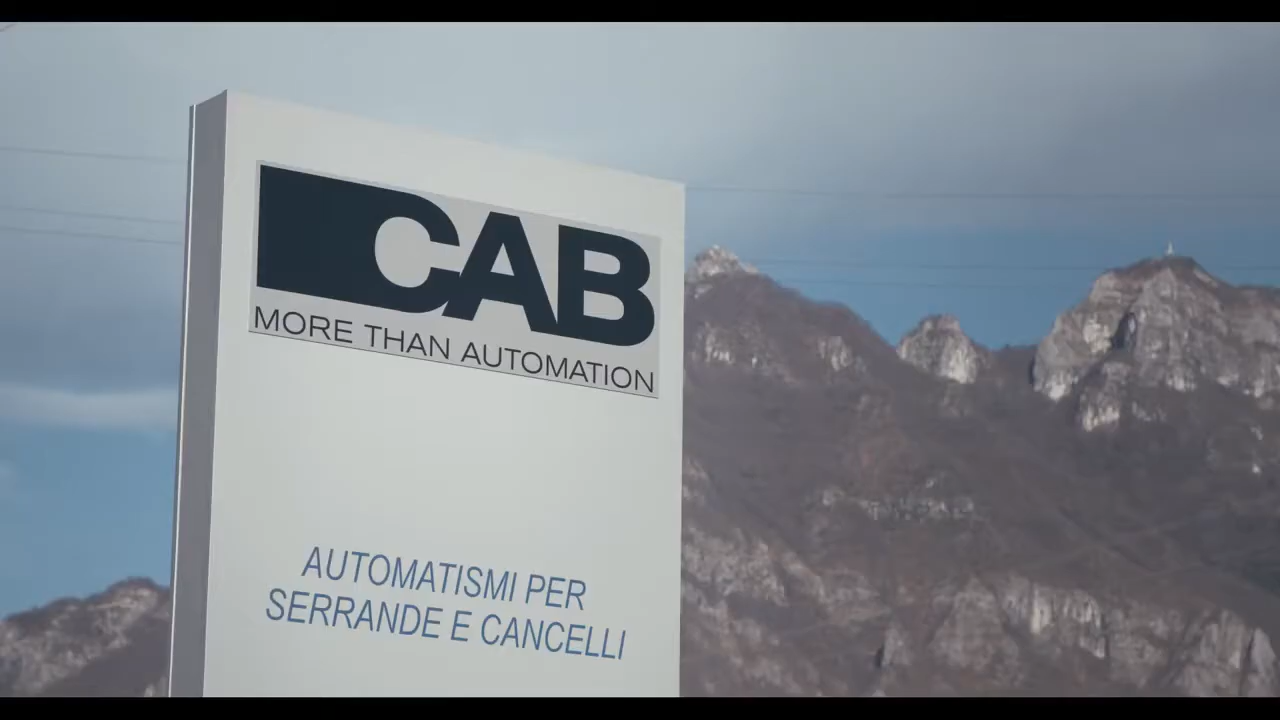 CAB
MORE THAN AUTOMATION
AUTOMATISMI PER
SERRANDE E CANCELLI